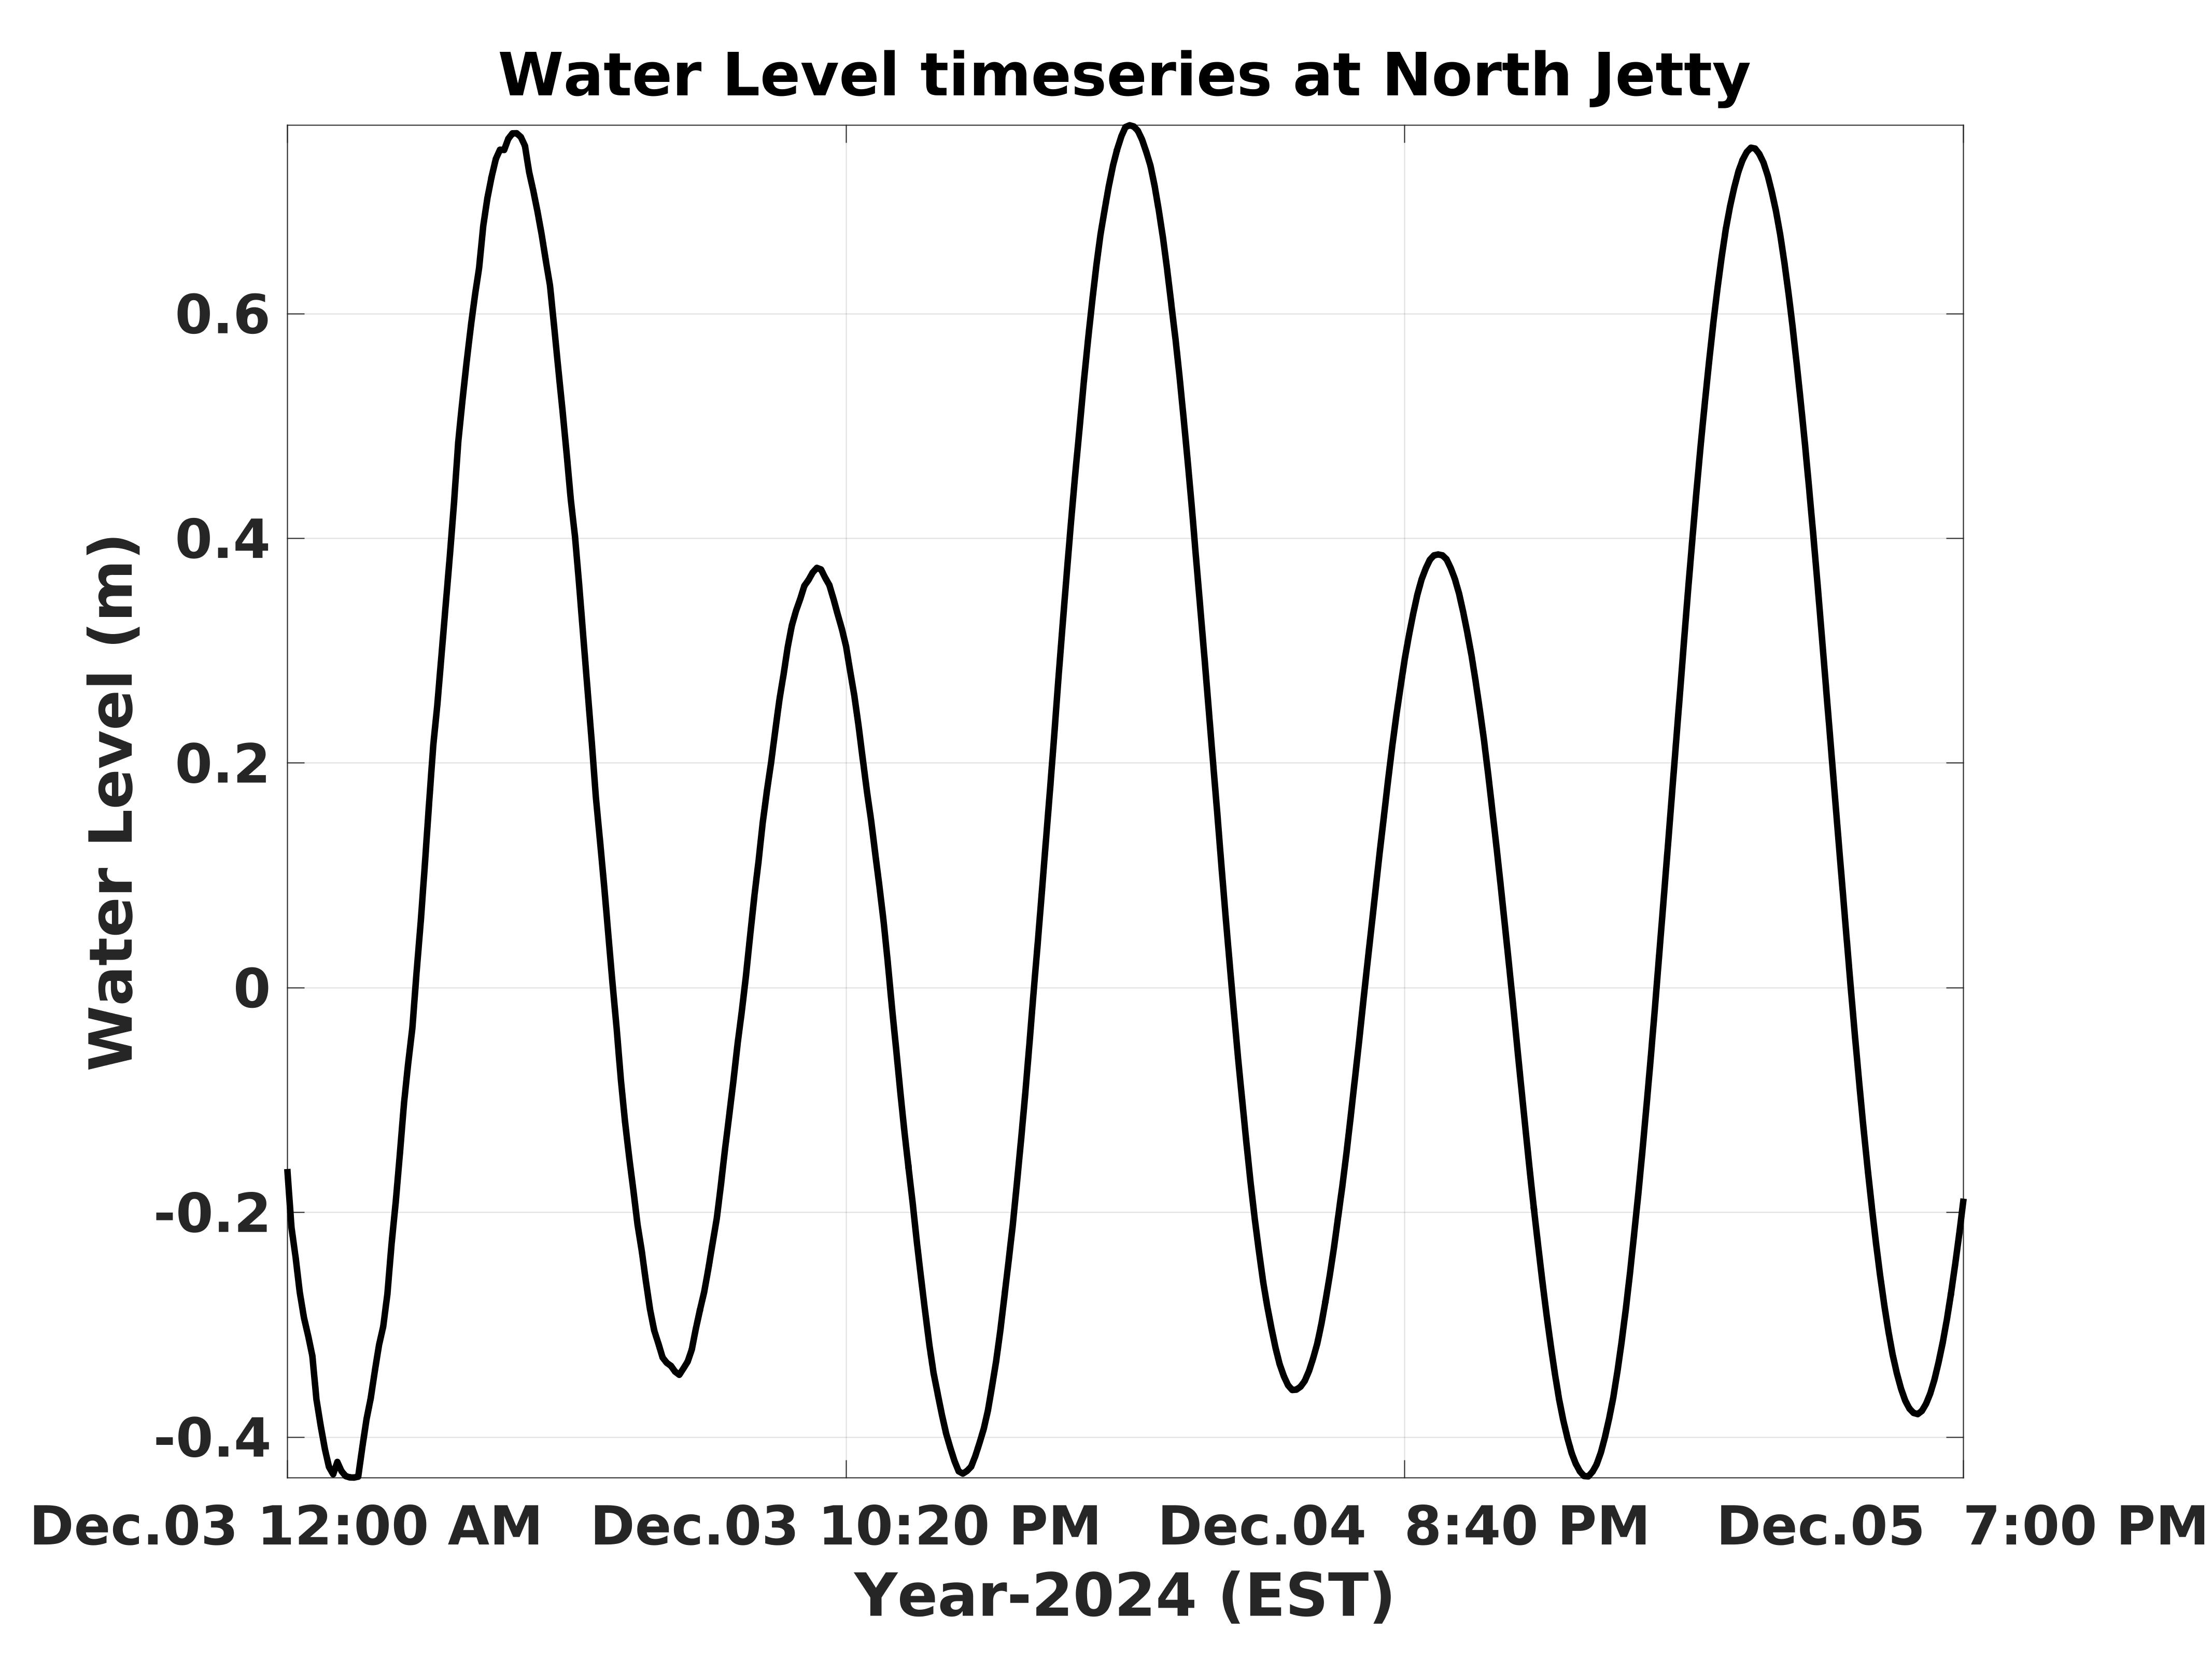 Water Level timeseries at North Jetty
Water Level (m)
0.6
0.4
0.2
0
-0.2
-0.4
Dec.03 12:00 AM Dec.03 10:20 PM Dec.04 8:40 PM Dec.05 7:00 PM
Year-2024 (EST)